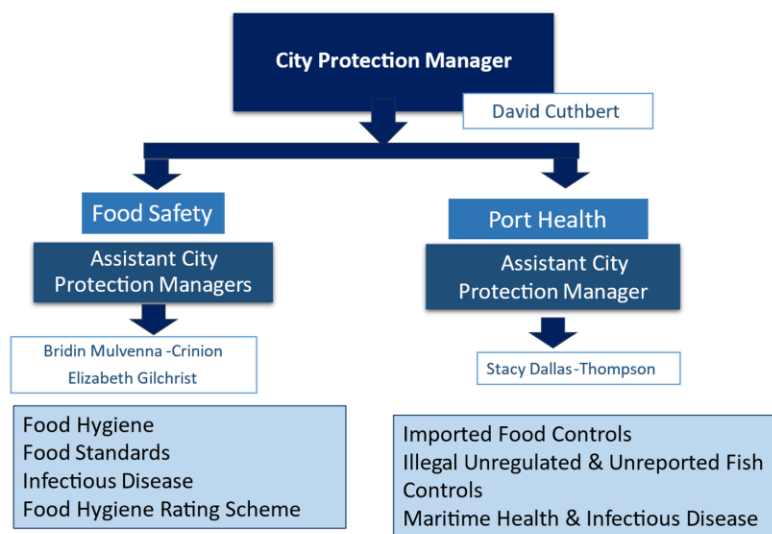 City Protection Manager
David Cuthbert
Food Safety
Assistant City
Protection Managers
Bridin Mulvenna -Crinion
Elizabeth Gilchrist
Food Hygiene
Food Standards
Infectious Disease
Food Hygiene Rating Scheme
Port Health
Assistant City
Protection Manager
Stacy Dallas-Thompson
Imported Food Controls
Illegal Unregulated & Unreported Fish
Controls
Maritime Health & Infectious Disease